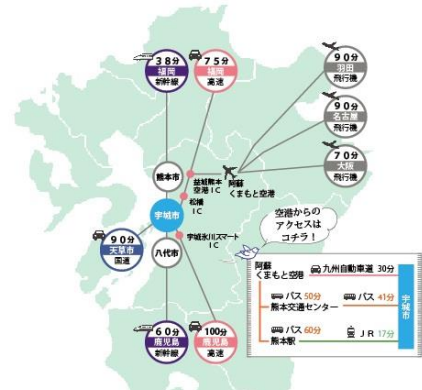 38分
福岡
新幹線
75分
福岡
高速
90分
羽田
飛行機
90分
名古屋
飛行機
70分
大阪
飛行機
熊本市
益城熊本
空港IC
阿蘇
くまもと空港
松橋
IC
宇城市
宇城氷川スマート
IC
八代市
90分
天草市
国道
60分
鹿児島
新幹線
100分
鹿児島
高速
空港からの
アクセスは
コチラ！
阿蘇
くまもと空港
九州自動車道 30分
バス 50分
熊本交通センター
バス 41分
バス 60分
熊本駅
JR 17分
宇城市